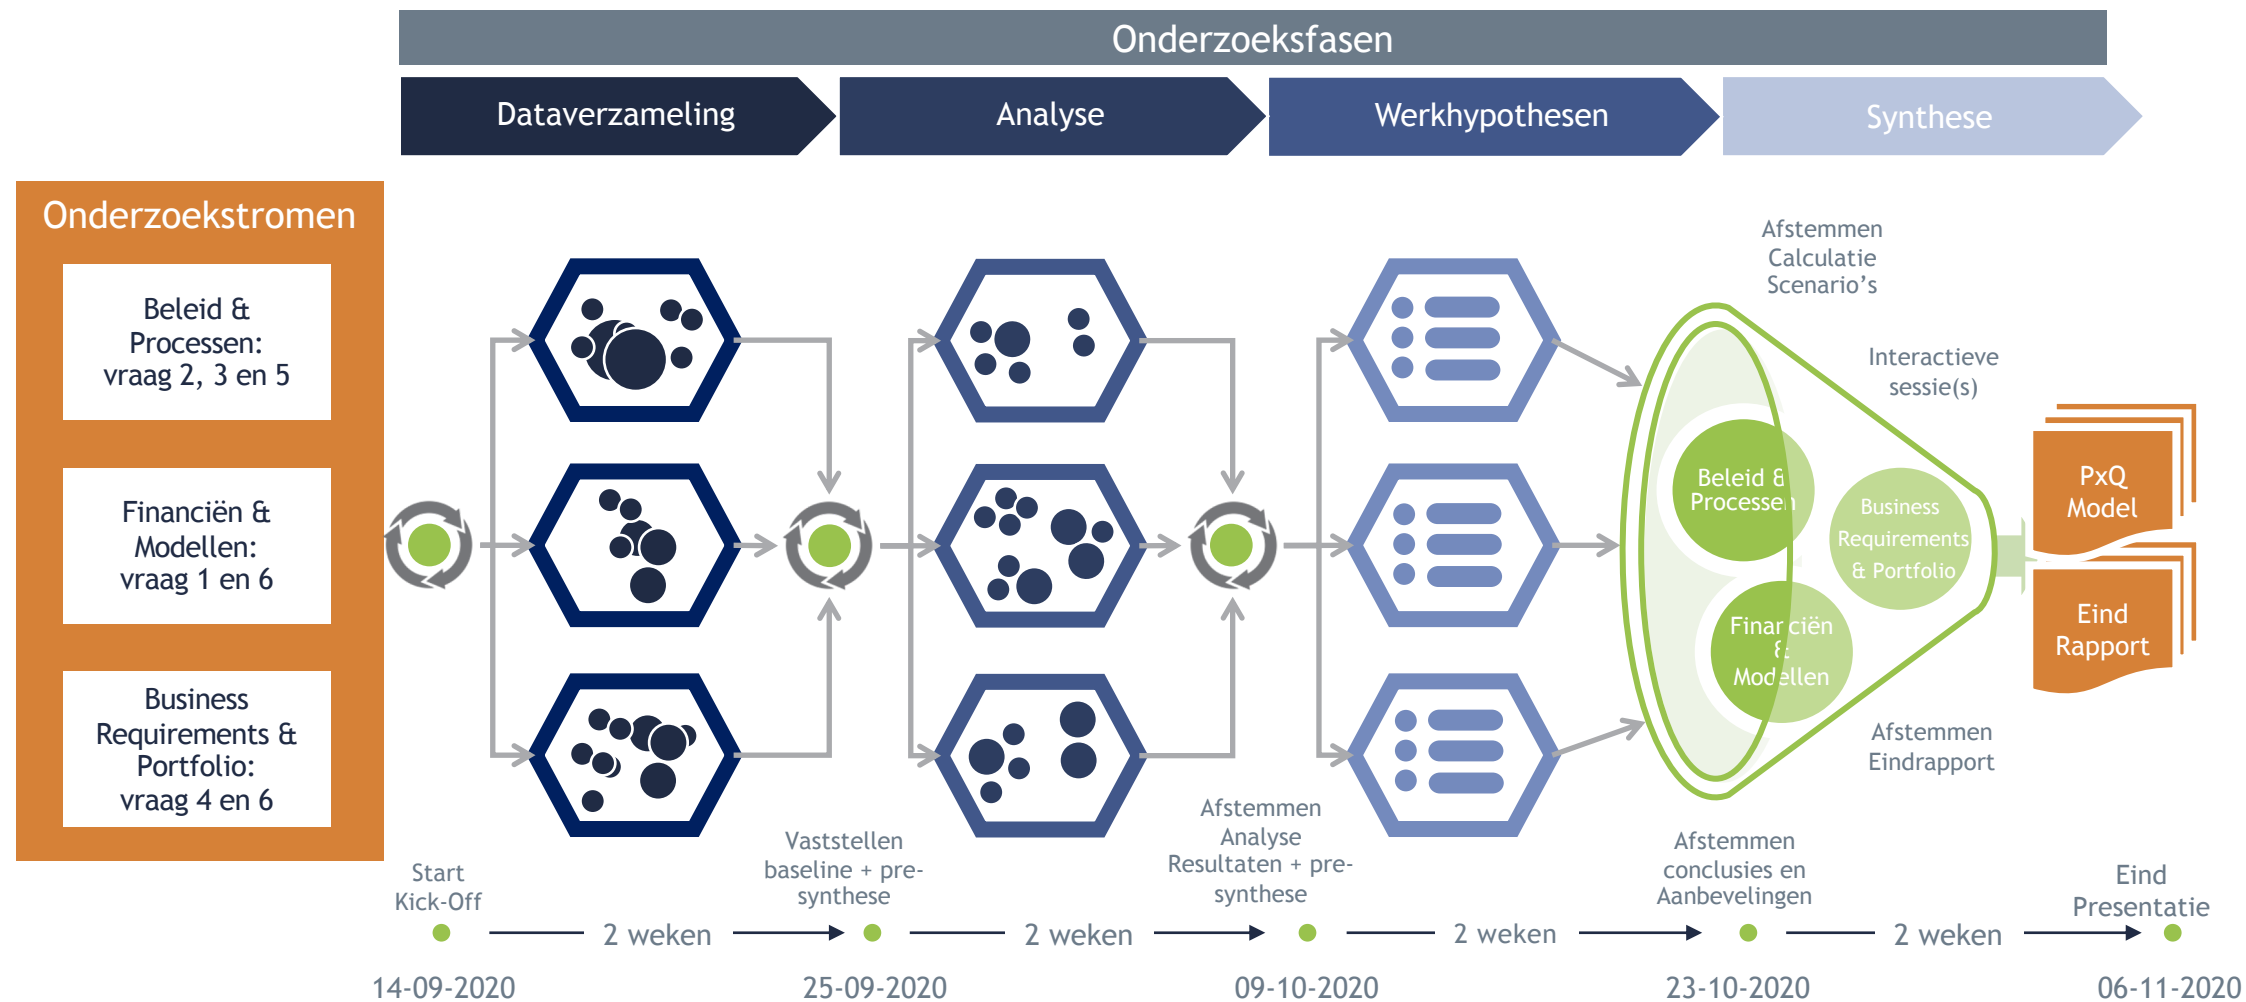 Onderzoeksfasen
Dataverzameling
Analyse
Werkhypothesen
Synthese
Onderzoekstromen
Beleid &
Processen:
vraag 2, 3 en 5
Financiën &
Modellen:
vraag 1 en 6
Business
Requirements &
Portfolio:
vraag 4 en 6
Afstemmen
Calculatie
Scenario's
Interactieve
sessie(s)
Beleid &
Processen
Business
Requirements
& Portfolio
Financiën
&
Modellen
PxQ
Model
Eind
Rapport
Afstemmen
Eindrapport
Start
Kick-Off
Vaststellen
baseline + pre-
synthese
Afstemmen
Analyse
Resultaten + pre-
synthese
Afstemmen
conclusies en
Aanbevelingen
Eind
Presentatie
2 weken
2 weken
2 weken
2 weken
14-09-2020
25-09-2020
09-10-2020
23-10-2020
06-11-2020